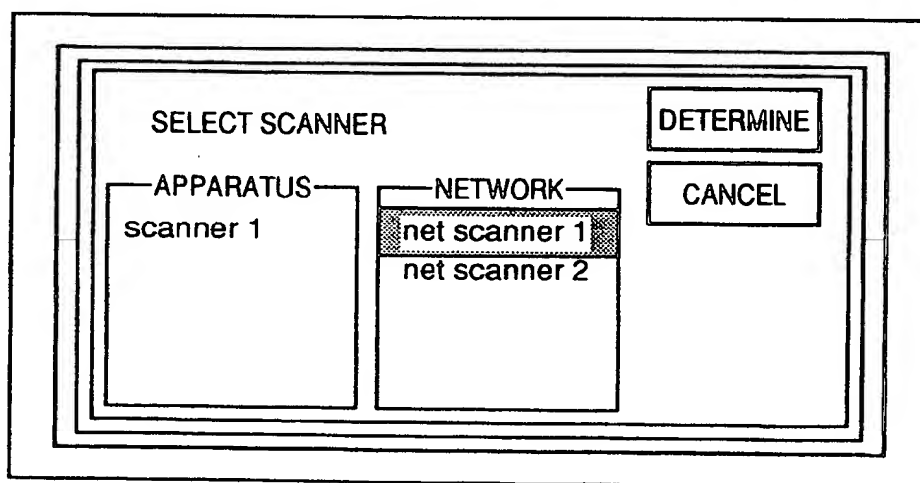 SELECT SCANNER
DETERMINE
CANCEL
APPARATUS
scanner 1
NETWORK
net scanner 1
net scanner 2